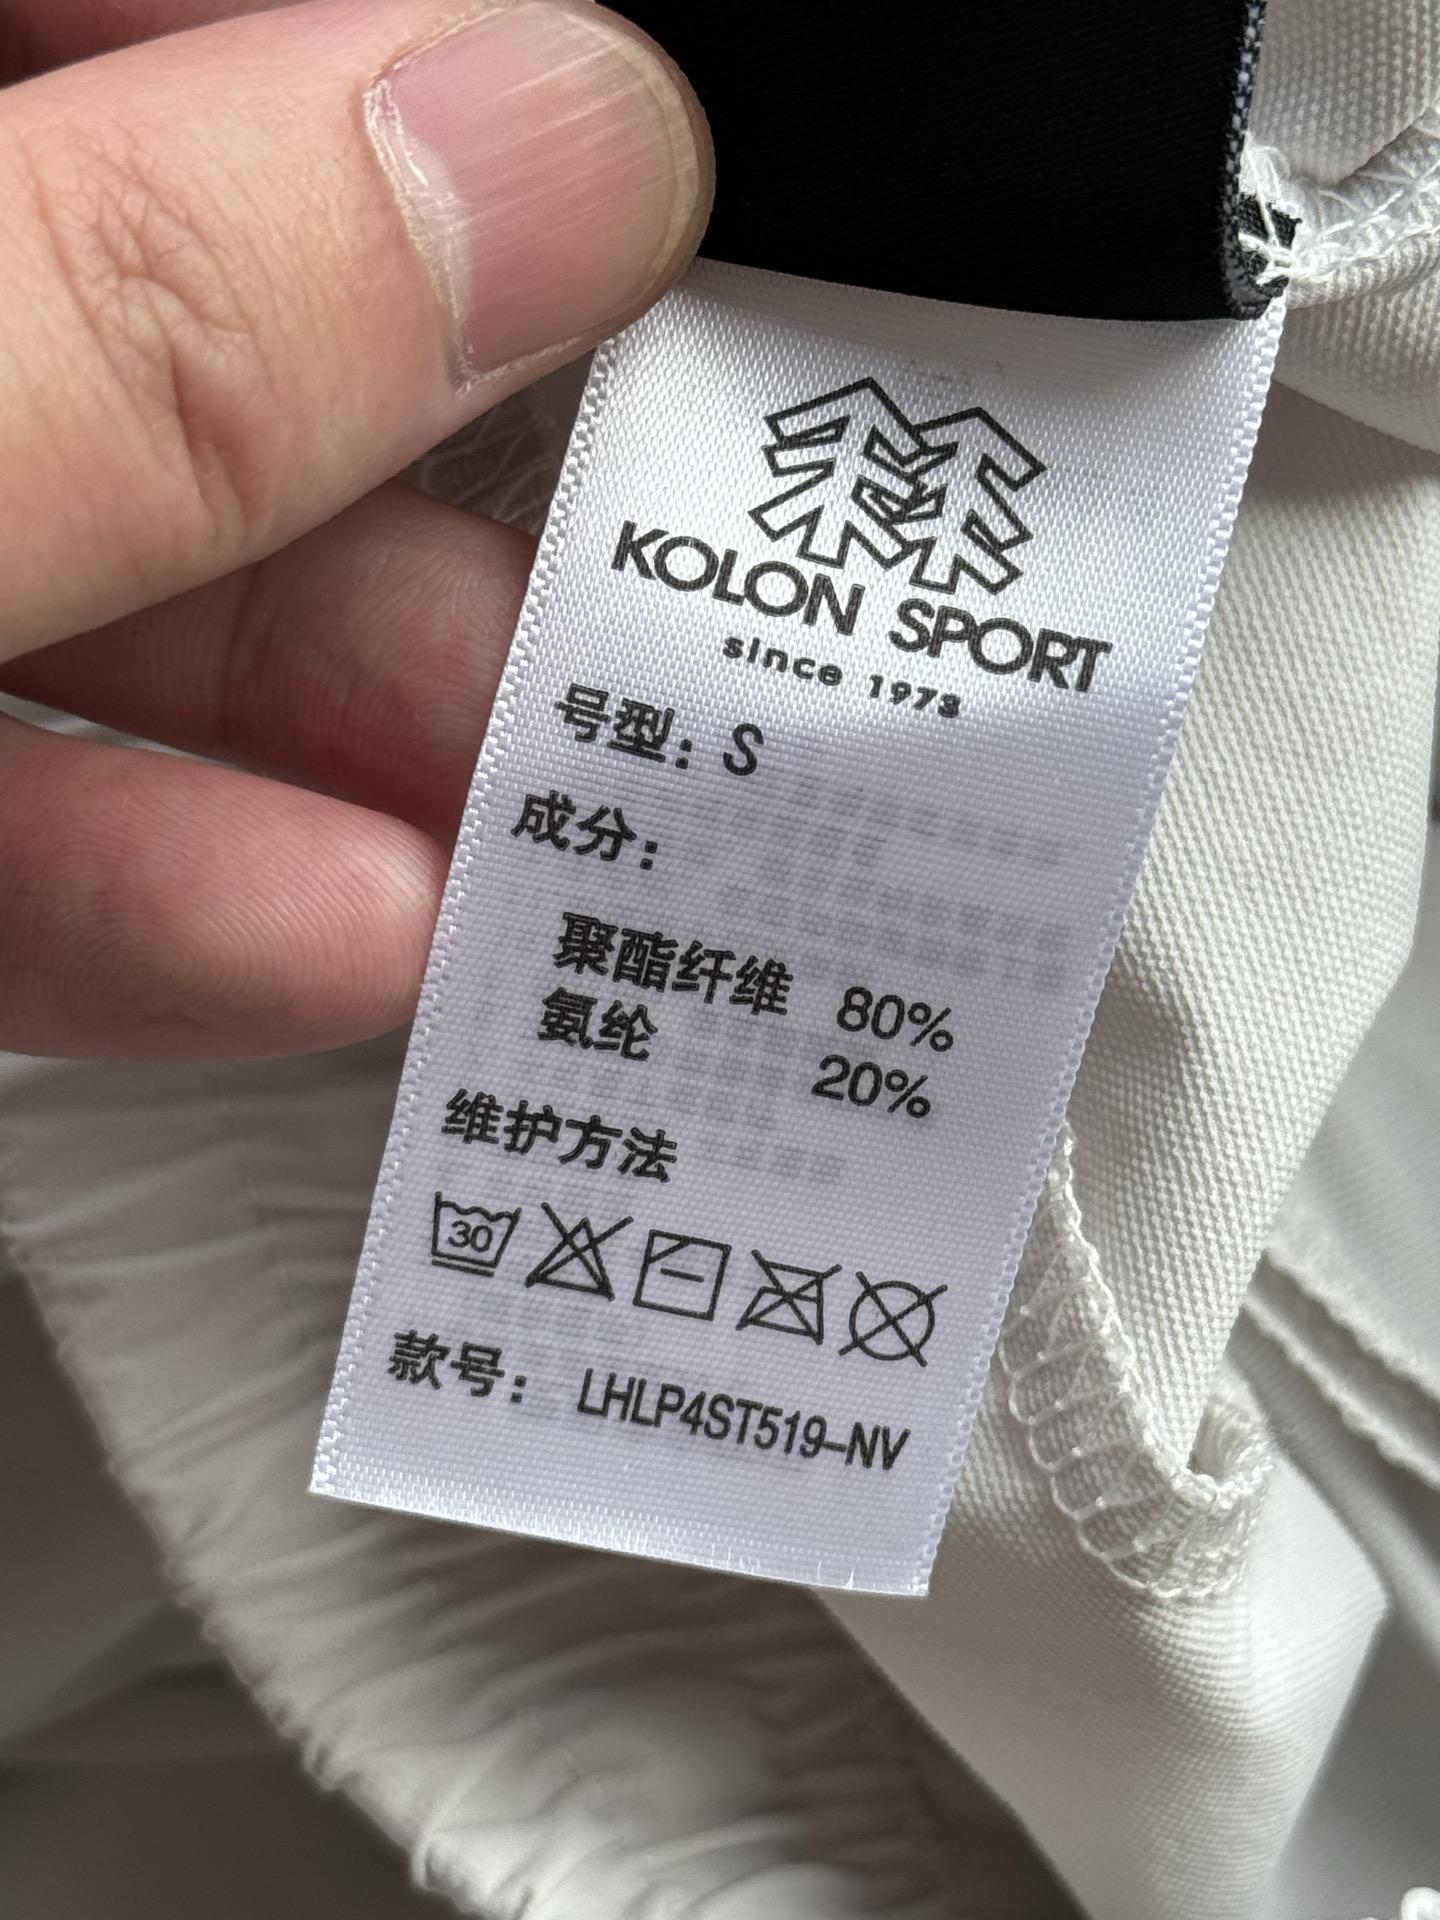 KOLON SPORT
since 1973
号型：S
成分：
聚酯纤维 80%
氨纶 20%
维护方法
30
款号：LHLP4ST519-NV